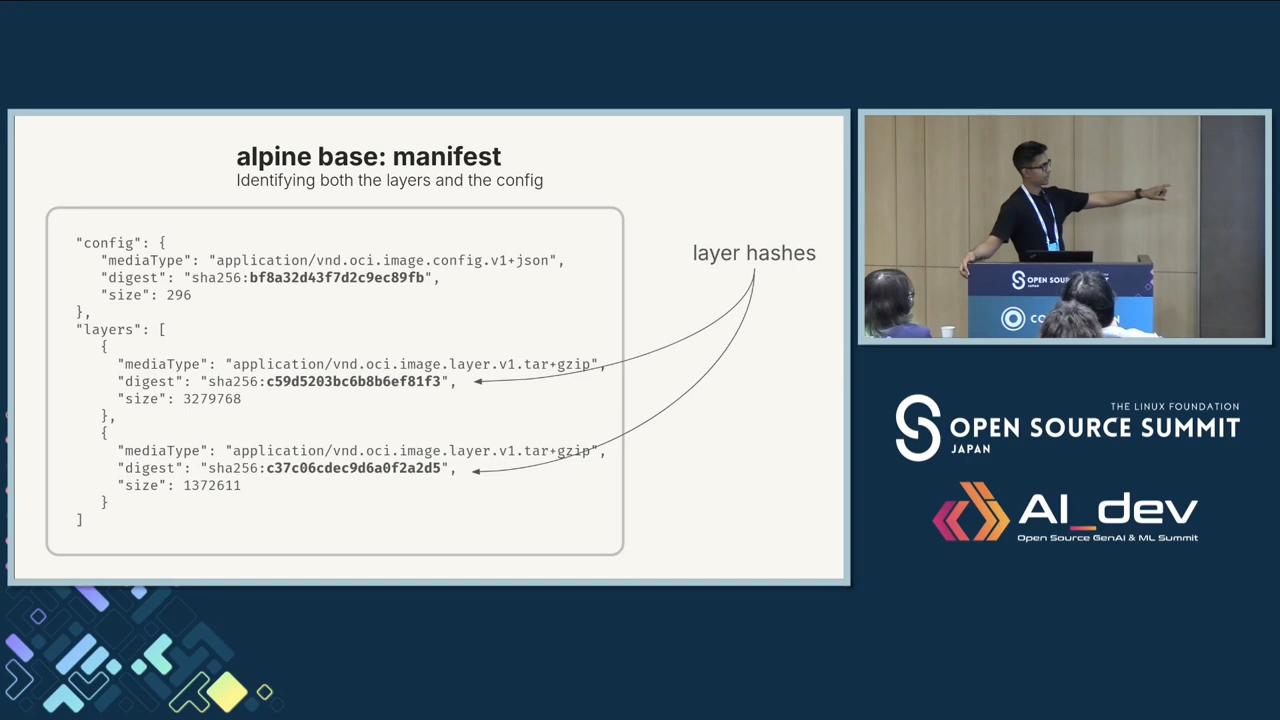 alpine base: manifest
Identifying both the layers and the config
"config": {
"mediaType": "application/vnd.oci.image.config.v1+json",
"digest": "sha256:bf8a32d43f7d2c9ec89fb",
"size": 296
},
"layers": [
{
"mediaType": "application/vnd.oci.image.layer.v1.tar+gzip",
"digest": "sha256:c59d5203bc6b8b6ef81f3",
"size": 3279768
},
{
"mediaType": "application/vnd.oci.image.layer.v1.tar+gzip",
"digest": "sha256:c37c06cdec9d6a0f2a2d5",
"size": 1372611
}
]
layer hashes
OPEN
JAPAN
THE LINUX FOUNDATION
OPEN SOURCE SUMMIT
JAPAN
AI_dev
Open Source GenAI & ML Summit